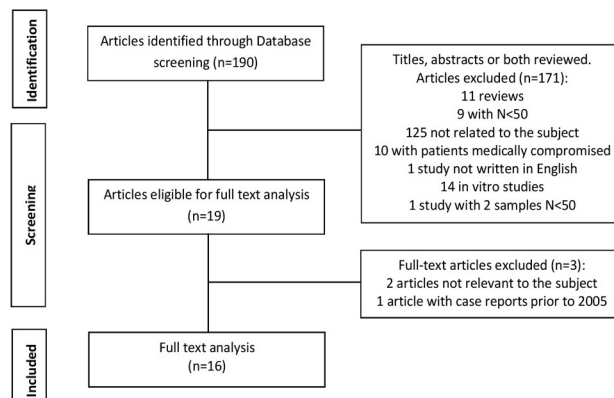 Identification
Articles identified through Database
screening (n=190)
Titles, abstracts or both reviewed.
Articles excluded (n=171):
11 reviews
9 with N<50
125 not related to the subject
10 with patients medically compromised
1 study not written in English
14 in vitro studies
1 study with 2 samples N<50
Screening
Articles eligible for full text analysis
(n=19)
Full-text articles excluded (n=3):
2 articles not relevant to the subject
1 article with case reports prior to 2005
Included
Full text analysis
(n=16)